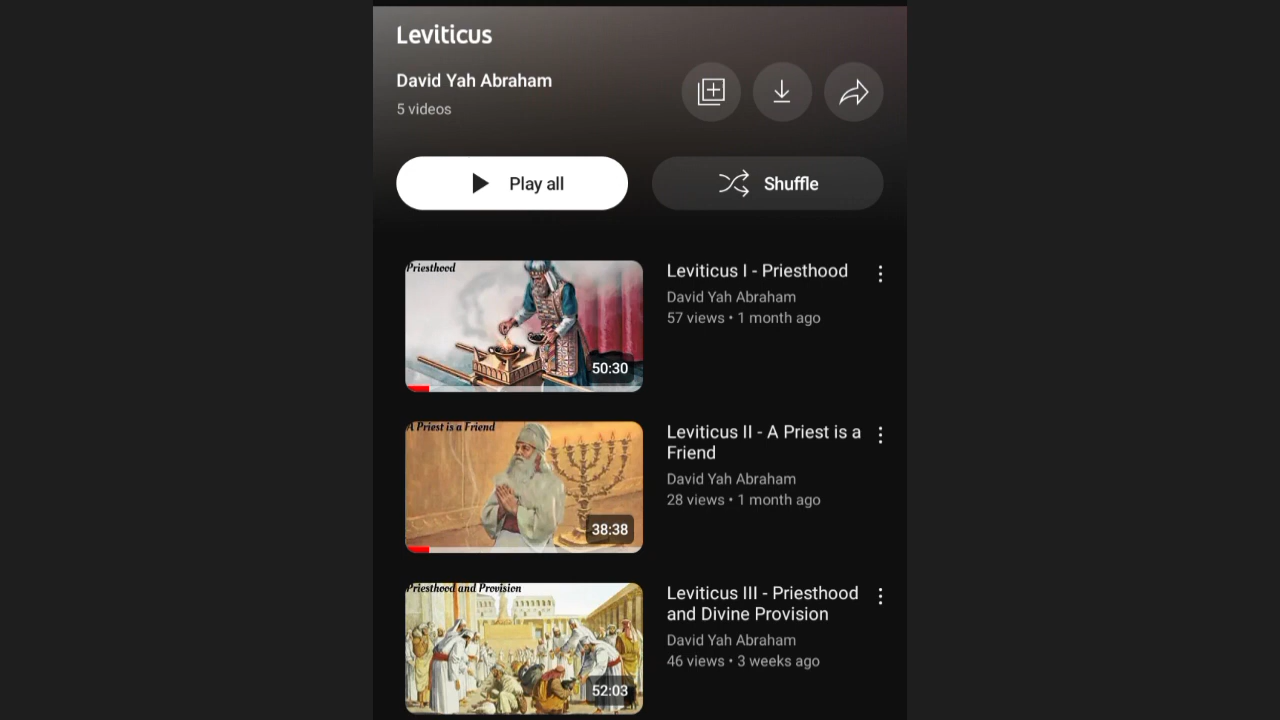 Leviticus
David Yah Abraham
5 videos
Play all
Shuffle
Priesthood
50:30
Leviticus I - Priesthood
David Yah Abraham
57 views • 1 month ago
A Priest is a Friend
38:38
Leviticus II - A Priest is a
Friend
David Yah Abraham
28 views • 1 month ago
Priesthood and Provision
52:03
Leviticus III - Priesthood
and Divine Provision
David Yah Abraham
46 views • 3 weeks ago